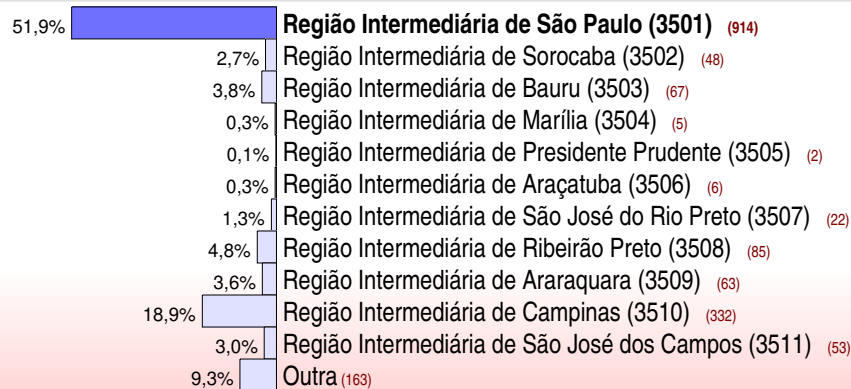 51,9% Região Intermediária de São Paulo (3501) (914)
2,7% Região Intermediária de Sorocaba (3502) (48)
3,8% Região Intermediária de Bauru (3503) (67)
0,3% Região Intermediária de Marília (3504) (5)
0,1% Região Intermediária de Presidente Prudente (3505) (2)
0,3% Região Intermediária de Araçatuba (3506) (6)
1,3% Região Intermediária de São José do Rio Preto (3507) (22)
4,8% Região Intermediária de Ribeirão Preto (3508) (85)
3,6% Região Intermediária de Araraquara (3509) (63)
18,9% Região Intermediária de Campinas (3510) (332)
3,0% Região Intermediária de São José dos Campos (3511) (53)
9,3% Outra (163)